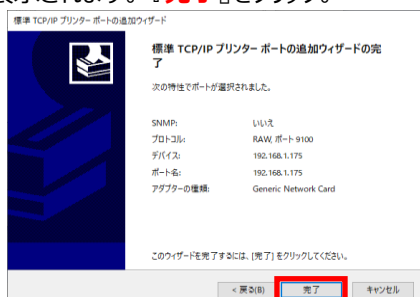 『完了』をクリック。
標準 TCP/IP プリンター ポートの追加ウィザード
標準 TCP/IP プリンター ポートの追加ウィザードの完
了
次の特性でポートが選択されました。
SNMP: いいえ
プロトコル: RAW, ポート 9100
デバイス: 192.168.1.175
ポート名: 192.168.1.175
アダプターの種類: Generic Network Card
このウィザードを完了するには、[完了] をクリックしてください。
< 戻る(B) 完了 キャンセル